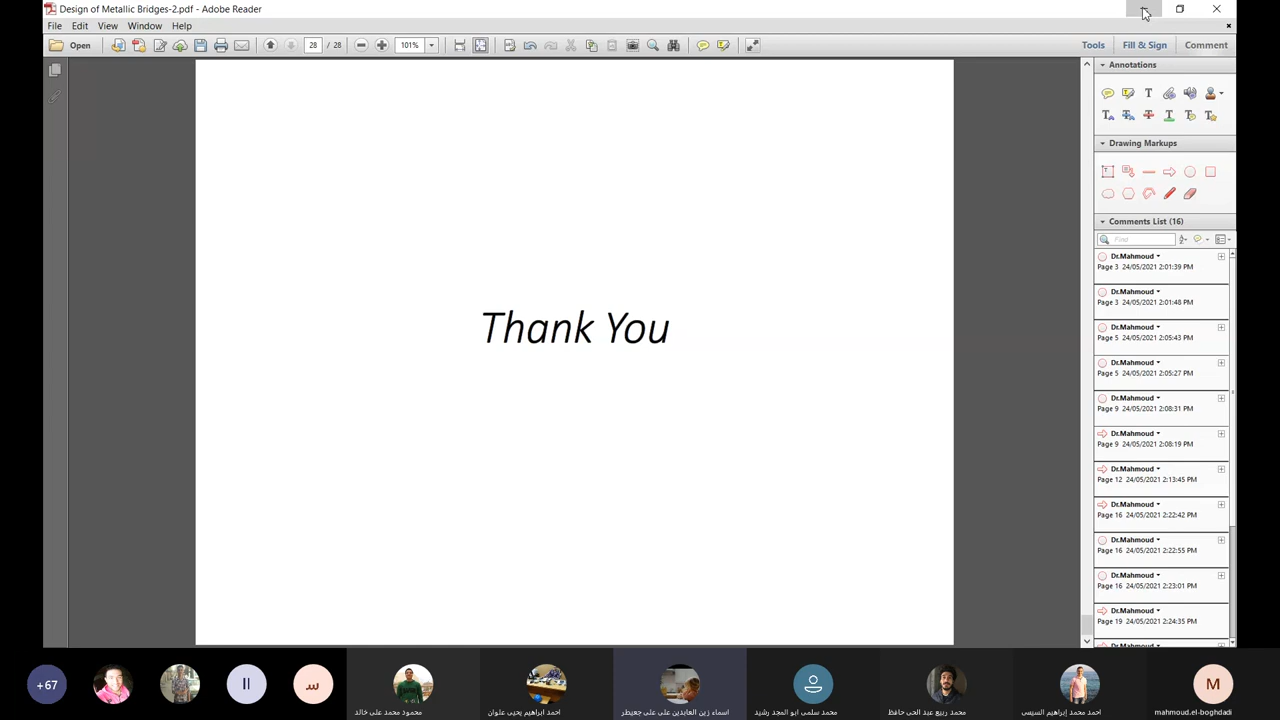 Design of Metallic Bridges-2.pdf - Adobe Reader
File Edit View Window Help
Open 28 / 28 101% Tools Fill & Sign Comment
Thank You
Annotations
Drawing Markups
Comments List (16)
Find
Dr.Mahmoud
Page 3 24/05/2021 2:01:39 PM
Dr.Mahmoud
Page 3 24/05/2021 2:01:48 PM
Dr.Mahmoud
Page 5 24/05/2021 2:05:43 PM
Dr.Mahmoud
Page 5 24/05/2021 2:05:27 PM
Dr.Mahmoud
Page 9 24/05/2021 2:08:31 PM
Dr.Mahmoud
Page 9 24/05/2021 2:08:19 PM
Dr.Mahmoud
Page 12 24/05/2021 2:13:45 PM
Dr.Mahmoud
Page 16 24/05/2021 2:22:42 PM
Dr.Mahmoud
Page 16 24/05/2021 2:22:55 PM
Dr.Mahmoud
Page 16 24/05/2021 2:23:01 PM
Dr.Mahmoud
Page 19 24/05/2021 2:24:35 PM
+67
اا
س
M
محمود محمد على خالد
احمد ابراهيم يحيى علوان
اسماء زين العابدين على على جعيطر
محمد سلمى ابو المجد رشيد
محمد ربيع عبد الحى حافظ
احمد محمد إبراهيم السيسى
mahmoud.el-boghdadi